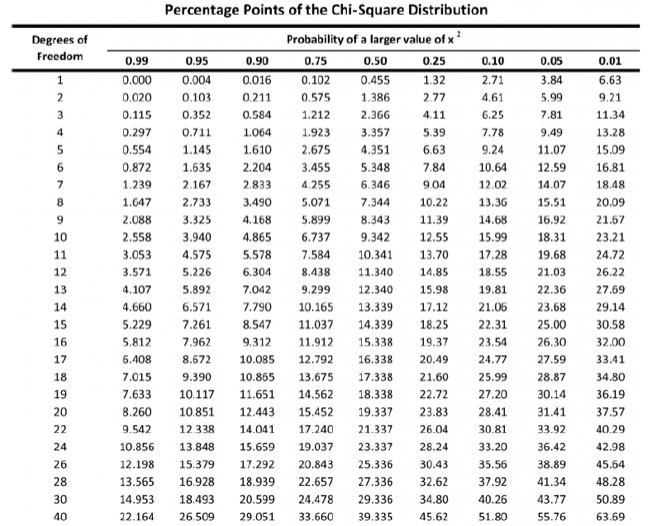 Percentage Points of the Chi-Square Distribution
Degrees of Freedom Probability of a larger value of x 2
0.99 0.95 0.90 0.75 0.50 0.25 0.10 0.05 0.01
1 0.000 0.004 0.016 0.102 0.455 1.32 2.71 3.84 6.63
2 0.020 0.103 0.211 0.575 1.386 2.77 4.61 5.99 9.21
3 0.115 0.352 0.584 1.212 2.366 4.11 6.25 7.81 11.34
4 0.297 0.711 1.064 1.923 3.357 5.39 7.78 9.49 13.28
5 0.554 1.145 1.610 2.675 4.351 6.63 9.24 11.07 15.09
6 0.872 1.635 2.204 3.455 5.348 7.84 10.64 12.59 16.81
7 1.239 2.167 2.833 4.255 6.346 9.04 12.02 14.07 18.48
8 1.647 2.733 3.490 5.071 7.344 10.22 13.36 15.51 20.09
9 2.088 3.325 4.168 5.899 8.343 11.39 14.68 16.92 21.67
10 2.558 3.940 4.865 6.737 9.342 12.55 15.99 18.31 23.21
11 3.053 4.575 5.578 7.584 10.341 13.70 17.28 19.68 24.72
12 3.571 5.226 6.304 8.438 11.340 14.85 18.55 21.03 26.22
13 4.107 5.892 7.042 9.299 12.340 15.98 19.81 22.36 27.69
14 4.660 6.571 7.790 10.165 13.339 17.12 21.06 23.68 29.14
15 5.229 7.261 8.547 11.037 14.339 18.25 22.31 25.00 30.58
16 5.812 7.962 9.312 11.912 15.338 19.37 23.54 26.30 32.00
17 6.408 8.672 10.085 12.792 16.338 20.49 24.77 27.59 33.41
18 7.015 9.390 10.865 13.675 17.338 21.60 25.99 28.87 34.80
19 7.633 10.117 11.651 14.562 18.338 22.72 27.20 30.14 36.19
20 8.260 10.851 12.443 15.452 19.337 23.83 28.41 31.41 37.57
22 9.542 12.338 14.041 17.240 21.337 26.04 30.81 33.92 40.29
24 10.856 13.848 15.659 19.037 23.337 28.24 33.20 36.42 42.98
26 12.198 15.379 17.292 20.843 25.336 30.43 35.56 38.89 45.64
28 13.565 16.928 18.939 22.657 27.336 32.62 37.92 41.34 48.28
30 14.953 18.493 20.599 24.478 29.336 34.80 40.26 43.77 50.89
40 22.164 26.509 29.051 33.660 39.335 45.62 51.80 55.76 63.69